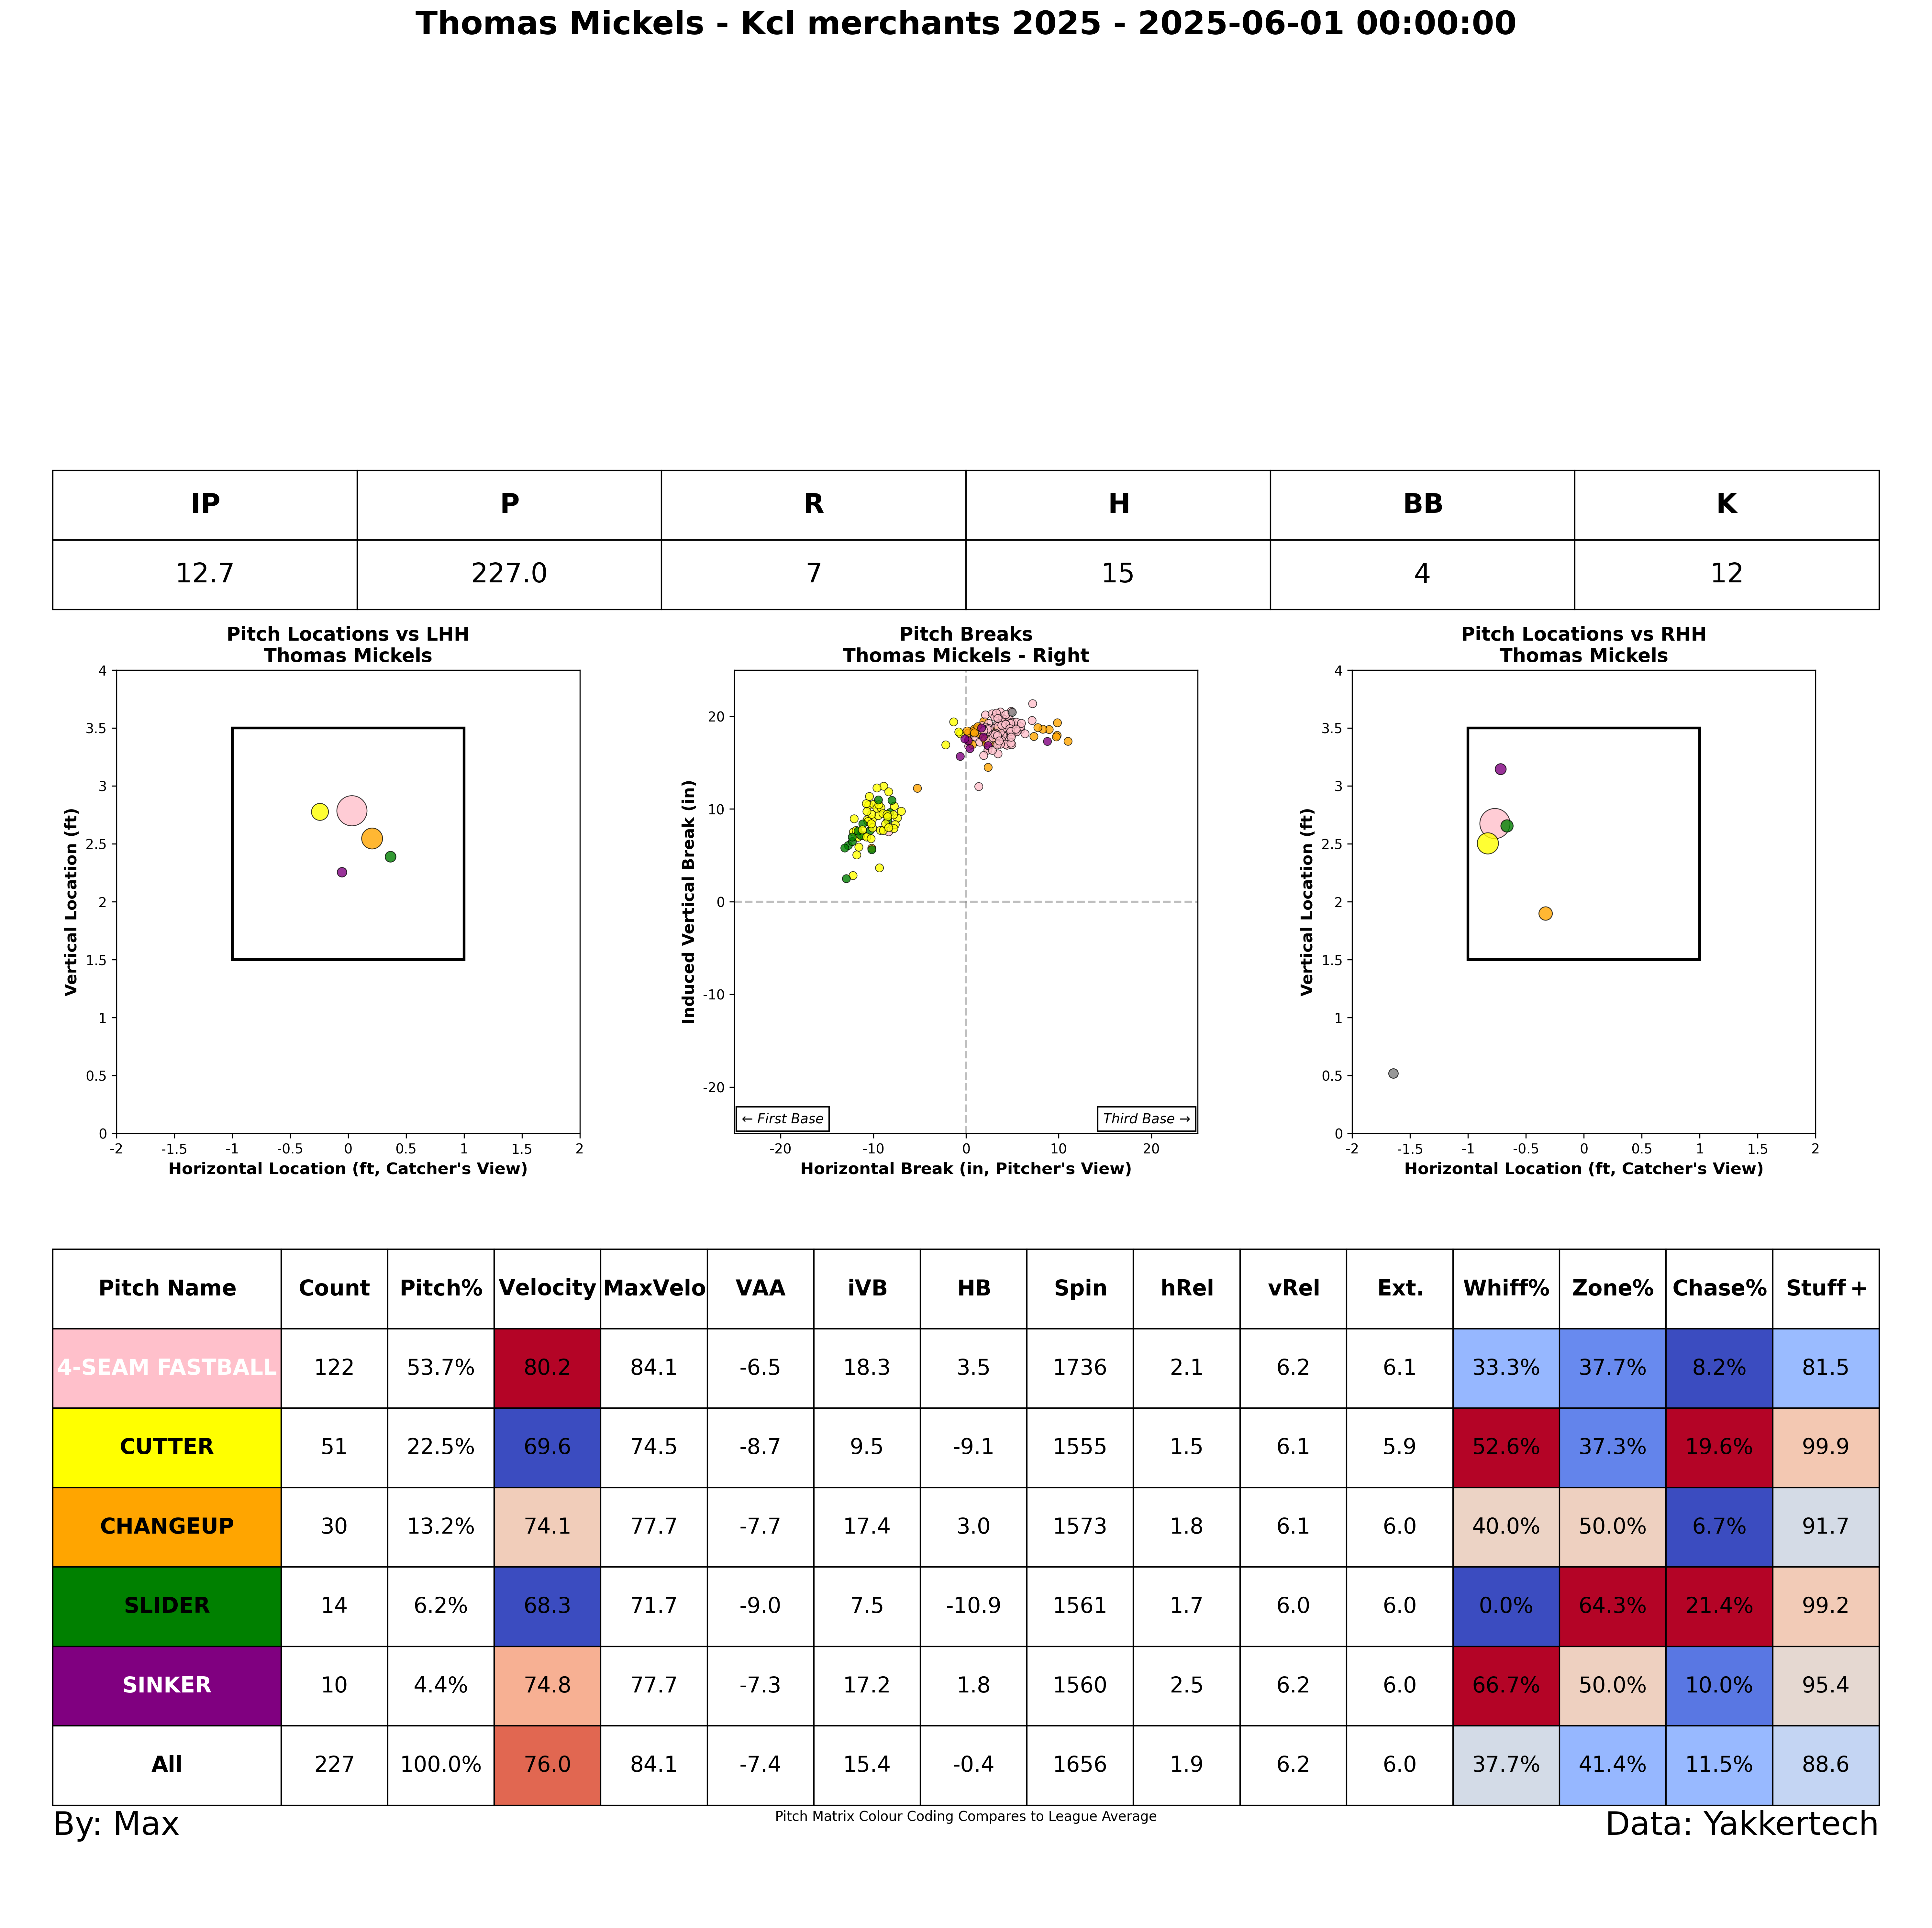 Thomas Mickels - Kcl merchants 2025 - 2025-06-01 00:00:00
IP P R H BB K
12.7 227.0 7 15 4 12
Pitch Locations vs LHH
Thomas Mickels
4
3.5
3
2.5
2
1.5
1
0.5
0
-2 -1.5 -1 -0.5 0 0.5 1 1.5 2
Vertical Location (ft)
Horizontal Location (ft, Catcher's View)
Pitch Breaks
Thomas Mickels - Right
20
10
0
-10
-20
← First Base Third Base →
-20 -10 0 10 20
Induced Vertical Break (in)
Horizontal Break (in, Pitcher's View)
Pitch Locations vs RHH
Thomas Mickels
4
3.5
3
2.5
2
1.5
1
0.5
0
-2 -1.5 -1 -0.5 0 0.5 1 1.5 2
Vertical Location (ft)
Horizontal Location (ft, Catcher's View)
Pitch Name Count Pitch% Velocity MaxVelo VAA iVB HB Spin hRel vRel Ext. Whiff% Zone% Chase% Stuff+
4-SEAM FASTBALL 122 53.7% 80.2 84.1 -6.5 18.3 3.5 1736 2.1 6.2 6.1 33.3% 37.7% 8.2% 81.5
CUTTER 51 22.5% 69.6 74.5 -8.7 9.5 -9.1 1555 1.5 6.1 5.9 52.6% 37.3% 19.6% 99.9
CHANGEUP 30 13.2% 74.1 77.7 -7.7 17.4 3.0 1573 1.8 6.1 6.0 40.0% 50.0% 6.7% 91.7
SLIDER 14 6.2% 68.3 71.7 -9.0 7.5 -10.9 1561 1.7 6.0 6.0 0.0% 64.3% 21.4% 99.2
SINKER 10 4.4% 74.8 77.7 -7.3 17.2 1.8 1560 2.5 6.2 6.0 66.7% 50.0% 10.0% 95.4
All 227 100.0% 76.0 84.1 -7.4 15.4 -0.4 1656 1.9 6.2 6.0 37.7% 41.4% 11.5% 88.6
By: Max
Pitch Matrix Colour Coding Compares to League Average
Data: Yakkertech